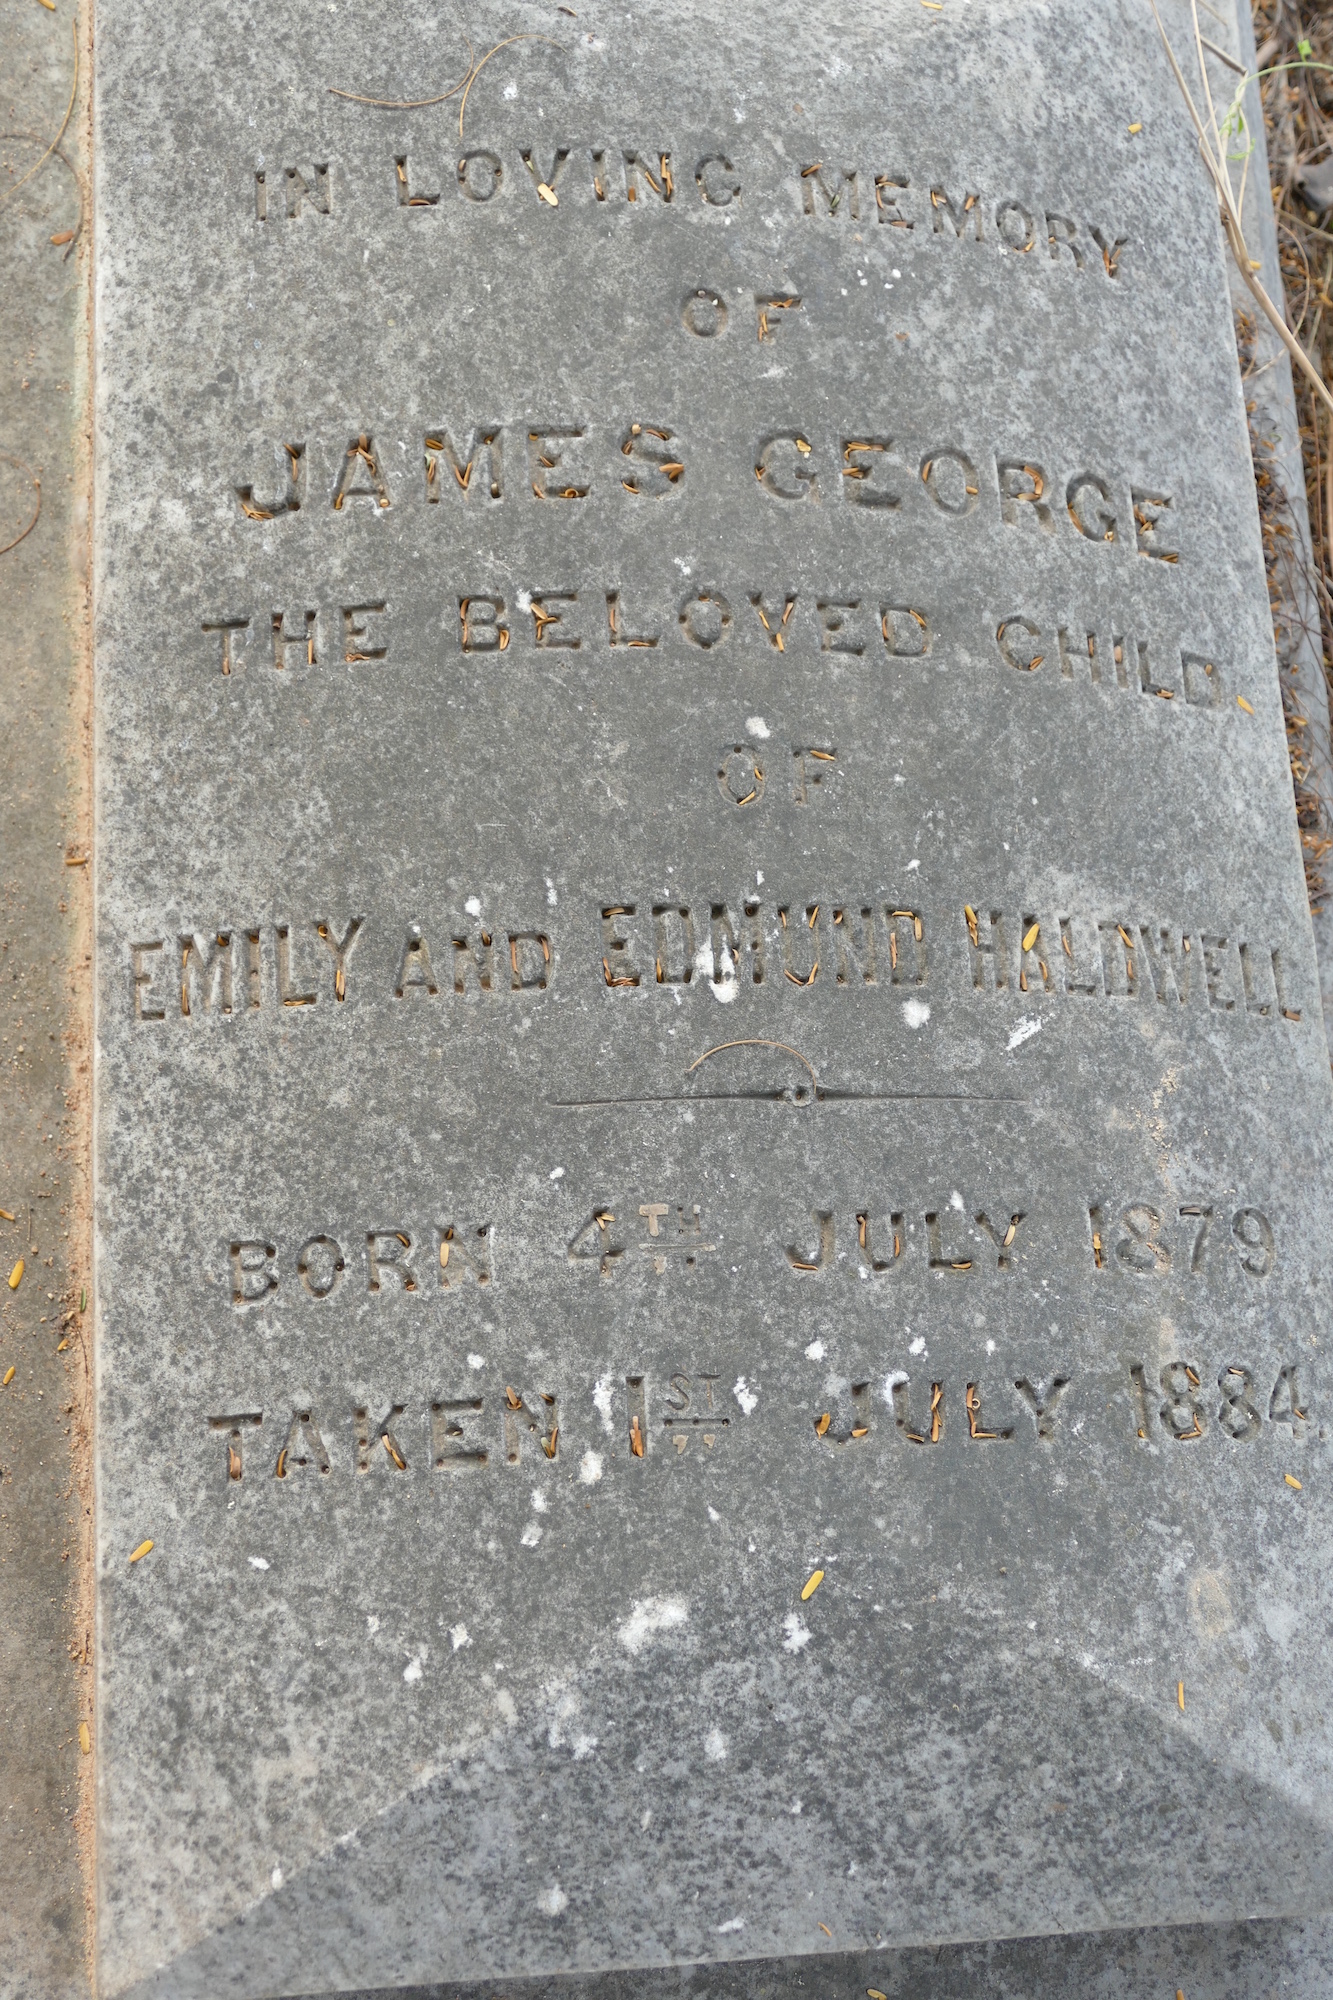 IN LOVING MEMORY
OF
JAMES GEORGE
THE BELOVED CHILD
OF
EMILY AND EDMUND HALDWELL
BORN 4TH JULY 1879
TAKEN 1ST JULY 1884.